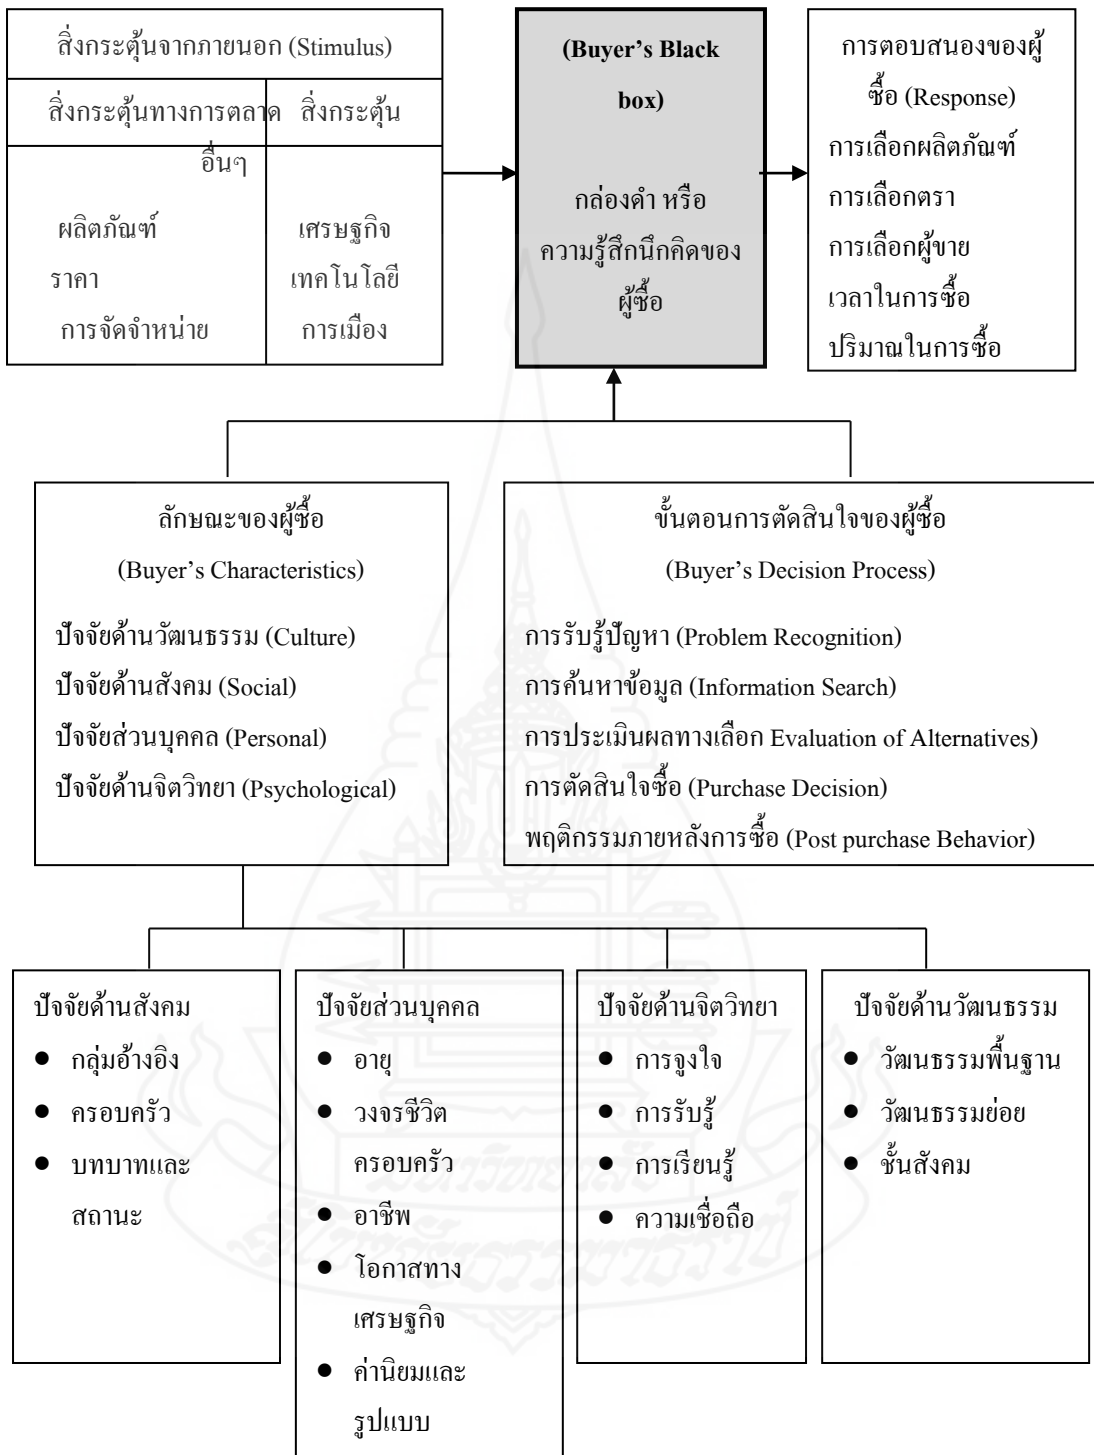 สิ่งกระตุ้นจากภายนอก (Stimulus)
สิ่งกระตุ้นทางการตลาด สิ่งกระตุ้น
อื่นๆ
ผลิตภัณฑ์ เศรษฐกิจ
ราคา เทคโนโลยี
การจัดจำหน่าย การเมือง
(Buyer's Black
box)
กล่องดำ หรือ
ความรู้สึกนึกคิดของ
ผู้ซื้อ
การตอบสนองของผู้
ซื้อ (Response)
การเลือกผลิตภัณฑ์
การเลือกตรา
การเลือกผู้ขาย
เวลาในการซื้อ
ปริมาณในการซื้อ
ลักษณะของผู้ซื้อ
(Buyer's Characteristics)
ปัจจัยด้านวัฒนธรรม (Culture)
ปัจจัยด้านสังคม (Social)
ปัจจัยส่วนบุคคล (Personal)
ปัจจัยด้านจิตวิทยา (Psychological)
ขั้นตอนการตัดสินใจของผู้ซื้อ
(Buyer's Decision Process)
การรับรู้ปัญหา (Problem Recognition)
การค้นหาข้อมูล (Information Search)
การประเมินผลทางเลือก Evaluation of Alternatives)
การตัดสินใจซื้อ (Purchase Decision)
พฤติกรรมภายหลังการซื้อ (Post purchase Behavior)
ปัจจัยด้านสังคม
● กลุ่มอ้างอิง
● ครอบครัว
● บทบาทและ
สถานะ
ปัจจัยส่วนบุคคล
● อายุ
● วงจรชีวิต
ครอบครัว
● อาชีพ
● โอกาสทาง
เศรษฐกิจ
● ค่านิยมและ
รูปแบบ
ปัจจัยด้านจิตวิทยา
● การจูงใจ
● การรับรู้
● การเรียนรู้
● ความเชื่อถือ
ปัจจัยด้านวัฒนธรรม
● วัฒนธรรมพื้นฐาน
● วัฒนธรรมย่อย
● ชั้นสังคม
มหาวิทยาลัย
สุโขทัยธรรมาธิราช